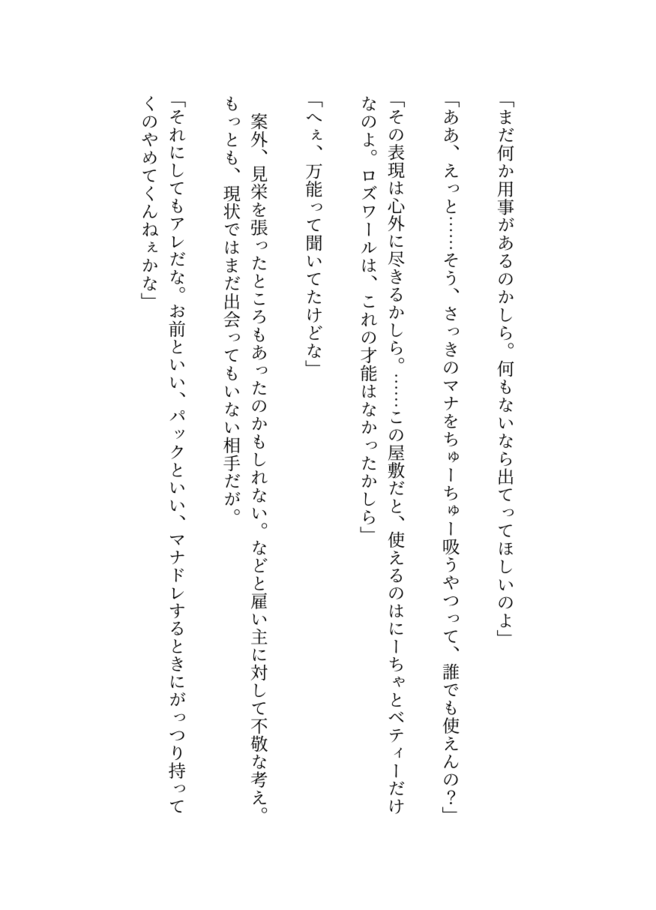 「まだ何か用事があるのかしら。何もないなら出てってほしいのよ」
「ああ、えっと……そう、さっきのマナをちゅーちゅー吸うやつって、誰でも使えんの？」
「その表現は心外に尽きるかしら。……この屋敷だと、使えるのはにーちゃとベティーだけ
なのよ。ロズワールは、これの才能はなかったかしら」
「へぇ、万能って聞いてたけどな」
　案外、見栄を張ったところもあったのかもしれない。などと雇い主に対して不敬な考え。
もっとも、現状ではまだ出会ってもいない相手だが。
「それにしてもアレだな。お前といい、パックといい、マナドレするときにがっつり持って
くのやめてくんねぇかな」